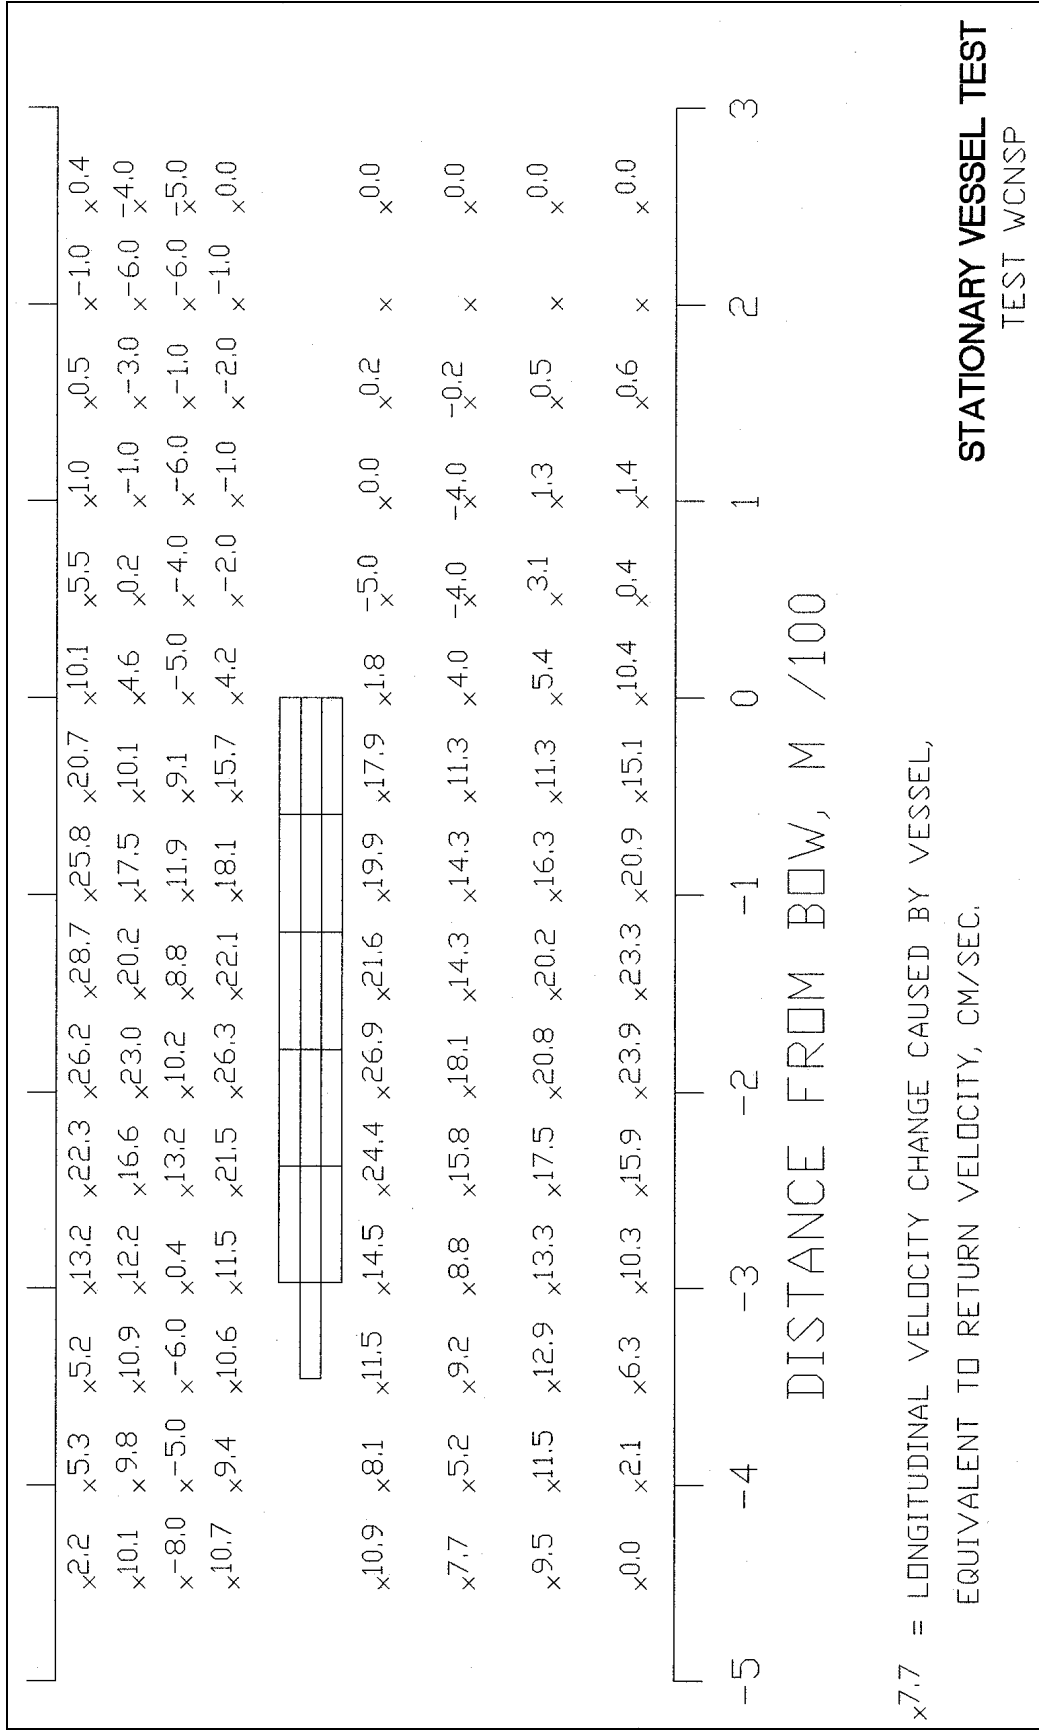 2.2 5.3 5.2 13.2 22.3 26.2 28.7 25.8 20.7 10.1 5.5 1.0 0.5 -1.0 0.4
10.1 9.8 10.9 12.2 16.6 23.0 20.2 17.5 10.1 4.6 0.2 -1.0 -3.0 -6.0 -4.0
-8.0 -5.0 -6.0 0.4 13.2 10.2 8.8 11.9 9.1 -5.0 -4.0 -6.0 -1.0 -6.0 -5.0
10.7 9.4 10.6 11.5 21.5 26.3 22.1 18.1 15.7 4.2 -2.0 -1.0 -2.0 -1.0 0.0
10.9 8.1 11.5 14.5 24.4 26.9 21.6 19.9 17.9 1.8 -5.0 0.0 0.2 0.0
7.7 5.2 9.2 8.8 15.8 18.1 14.3 14.3 11.3 4.0 -4.0 -4.0 -0.2 0.0
9.5 11.5 12.9 13.3 17.5 20.8 20.2 16.3 11.3 5.4 3.1 1.3 0.5 0.0
0.0 2.1 6.3 10.3 15.9 23.9 23.3 20.9 15.1 10.4 0.4 1.4 0.6 0.0
-5 -4 -3 -2 -1 0 1 2 3
DISTANCE FROM BOW, M /100
x7.7 = LONGITUDINAL VELOCITY CHANGE CAUSED BY VESSEL,
EQUIVALENT TO RETURN VELOCITY, CM/SEC.
STATIONARY VESSEL TEST
TEST WCNSP